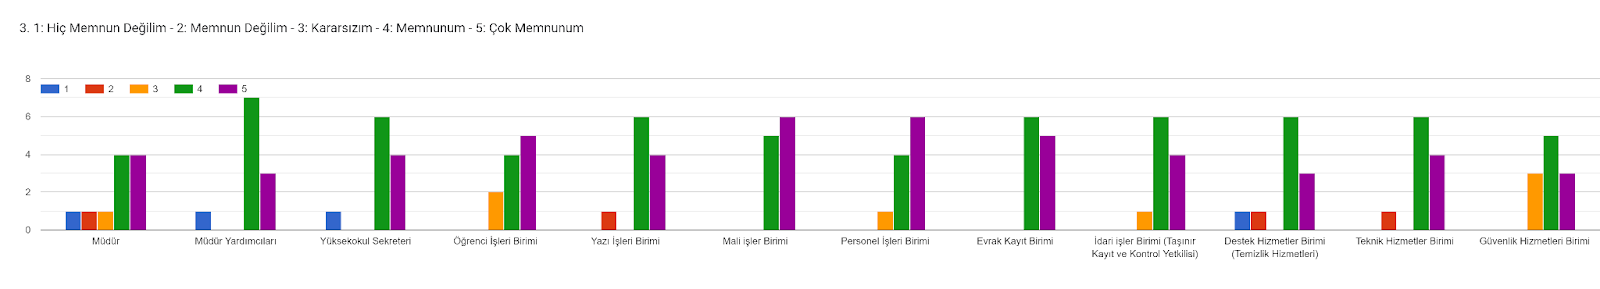 3. 1: Hiç Memnun Değilim - 2: Memnun Değilim - 3: Kararsızım - 4: Memnunum - 5: Çok Memnunum
8
1 2 3 4 5
6
4
2
0
Müdür Müdür Yardımcıları Yüksekokul Sekreteri Öğrenci İşleri Birimi Yazı İşleri Birimi Mali işler Birimi Personel İşleri Birimi Evrak Kayıt Birimi İdari işler Birimi (Taşınır Destek Hizmetler Birimi Teknik Hizmetler Birimi Güvenlik Hizmetleri Birimi
Kayıt ve Kontrol Yetkilisi) (Temizlik Hizmetleri)